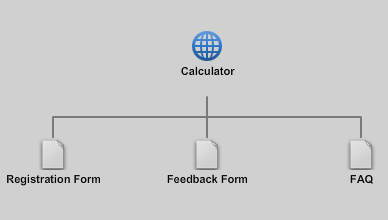 Calculator
Registration Form
Feedback Form
FAQ